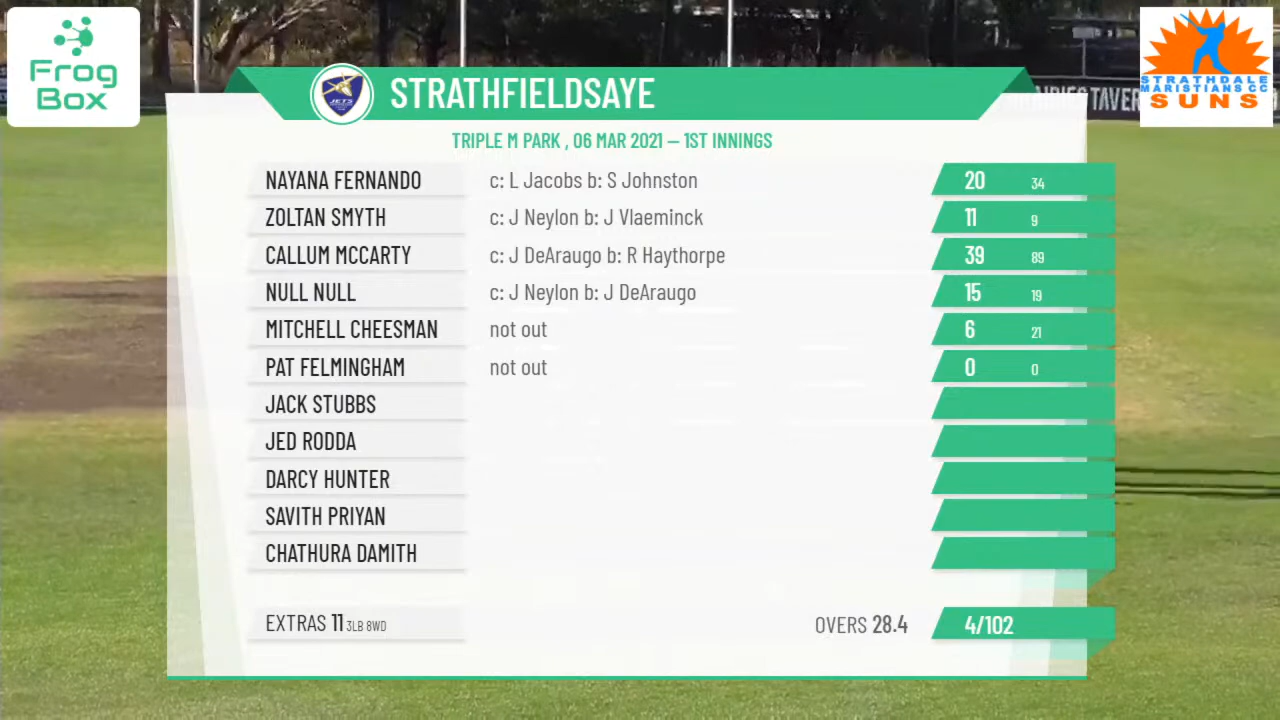 Frog
Box
STRATHFIELDSAYE
JETS
STRATHDALE
MARISTIANS CC
SUNS
TAVER
TRIPLE M PARK , 06 MAR 2021 – 1ST INNINGS
NAYANA FERNANDO c: L Jacobs b: S Johnston 20 34
ZOLTAN SMYTH c: J Neylon b: J Vlaeminck 11 9
CALLUM MCCARTY c: J DeAraugo b: R Haythorpe 39 89
NULL NULL c: J Neylon b: J DeAraugo 15 19
MITCHELL CHEESMAN not out 6 21
PAT FELMINGHAM not out 0 0
JACK STUBBS
JED RODDA
DARCY HUNTER
SAVITH PRIYAN
CHATHURA DAMITH
EXTRAS 11 3LB 8WD OVERS 28.4 4/102